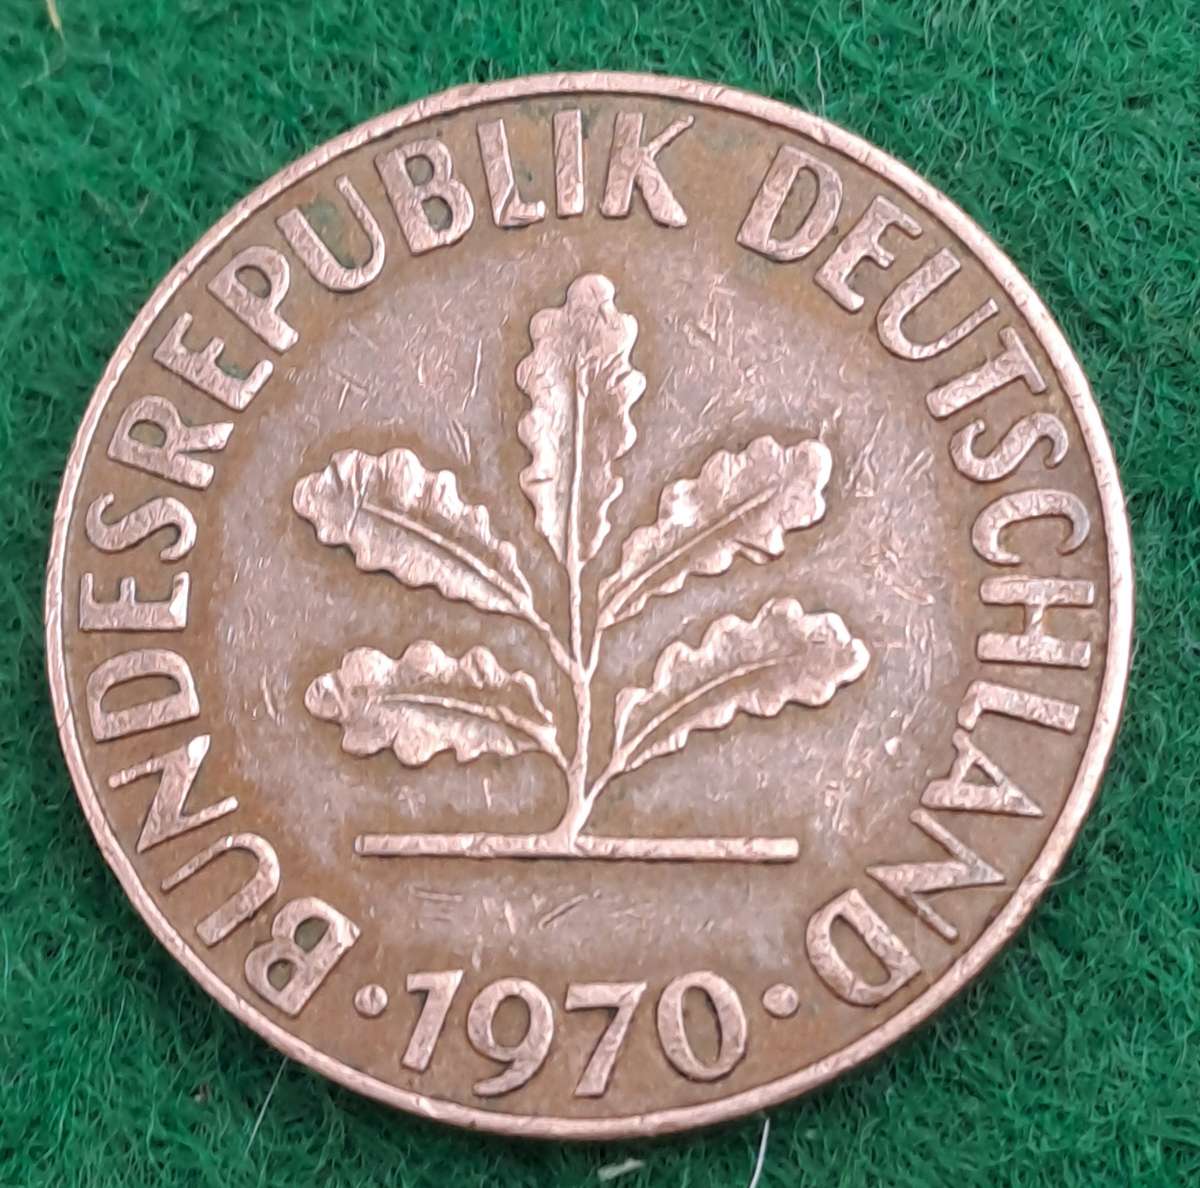 BUNDESREPUBLIK DEUTSCHLAND
· 1970 ·